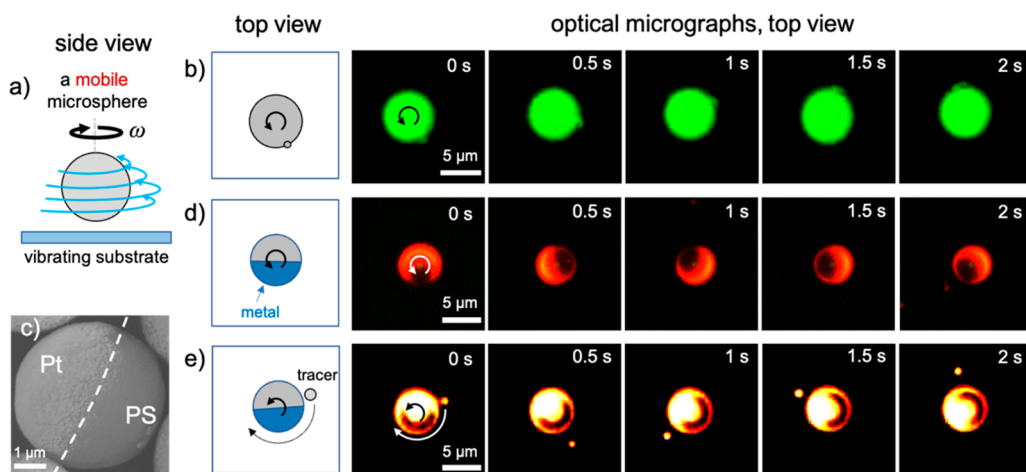 side view
top view
optical micrographs, top view
a)
a mobile
microsphere
ω
vibrating substrate
b)
0 s
5 µm
0.5 s
1 s
1.5 s
2 s
c)
Pt
PS
1 µm
d)
metal
0 s
5 µm
0.5 s
1 s
1.5 s
2 s
e)
tracer
0 s
5 µm
0.5 s
1 s
1.5 s
2 s